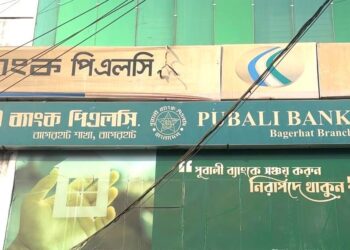 ব্যাংক পিএলসি.
ব্যাংক পিএলসি.
বাগেরহাট শাখা, বাগেরহাট
PUBALI BANK
Bagerhat Branch
“পূবালী ব্যাংকে সঞ্চয় করুন
নিরাপদে থাকুন”